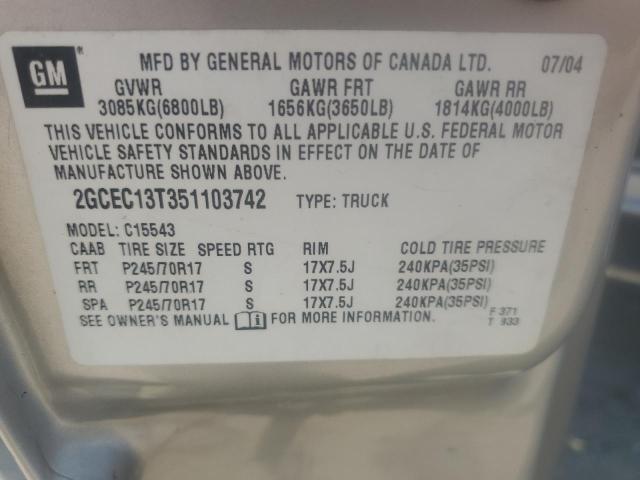 GM
MFD BY GENERAL MOTORS OF CANADA LTD. 07/04
GVWR GAWR FRT GAWR RR
3085KG(6800LB) 1656KG(3650LB) 1814KG(4000LB)
THIS VEHICLE CONFORMS TO ALL APPLICABLE U.S. FEDERAL MOTOR
VEHICLE SAFETY STANDARDS IN EFFECT ON THE DATE OF
MANUFACTURE SHOWN ABOVE.
2GCEC13T351103742 TYPE: TRUCK
MODEL: C15543
CAAB TIRE SIZE SPEED RTG RIM COLD TIRE PRESSURE
FRT P245/70R17 S 17X7.5J 240KPA(35PSI)
RR P245/70R17 S 17X7.5J 240KPA(35PSI)
SPA P245/70R17 S 17X7.5J 240KPA(35PSI)
SEE OWNER'S MANUAL i FOR MORE INFORMATION.
F 371
T 933